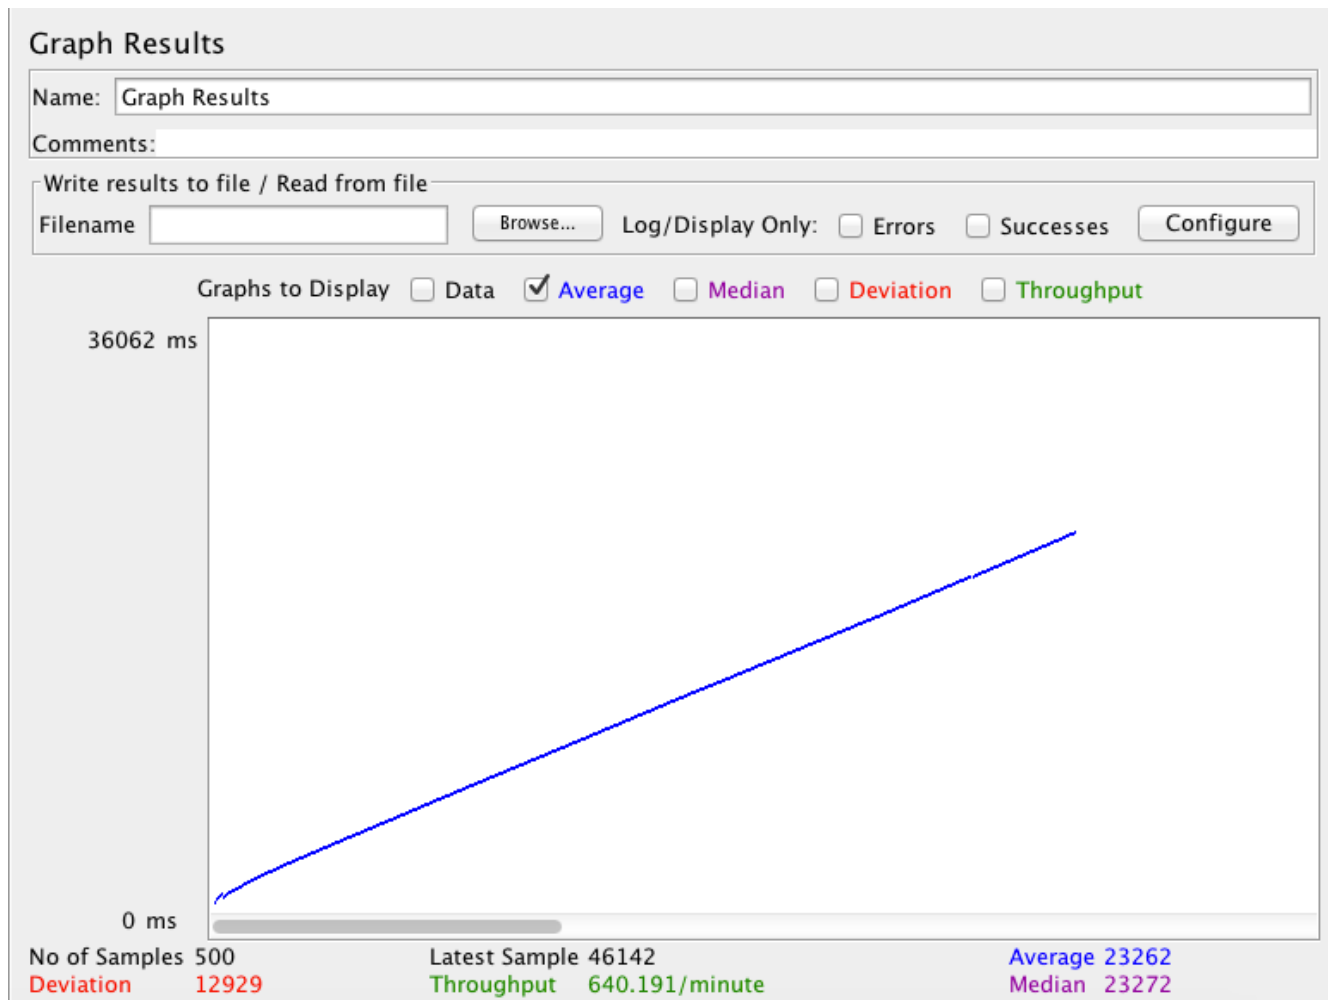 Graph Results
Name: Graph Results
Comments:
Write results to file / Read from file
Filename Browse... Log/Display Only: Errors Successes Configure
Graphs to Display Data Average Median Deviation Throughput
36062 ms
0 ms
No of Samples 500 Latest Sample 46142 Average 23262
Deviation 12929 Throughput 640.191/minute Median 23272